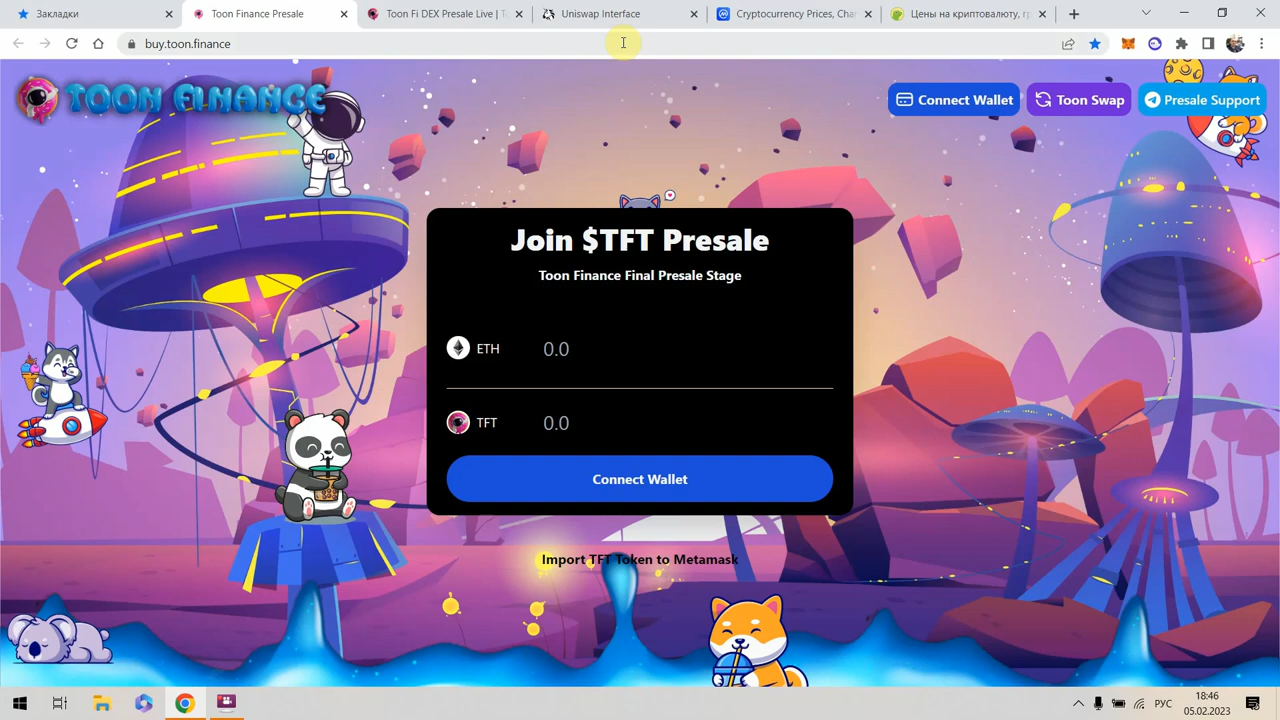 Закладки
Toon Finance Presale
Toon Fi DEX Presale Live | T
Uniswap Interface
Cryptocurrency Prices, Cha
Цены на криптовалюту, г
buy.toon.finance
TOON FINANCE
Connect Wallet
Toon Swap
Presale Support
Join $TFT Presale
Toon Finance Final Presale Stage
ETH 0.0
TFT 0.0
Connect Wallet
Import TFT Token to Metamask
РУС
18:46
05.02.2023